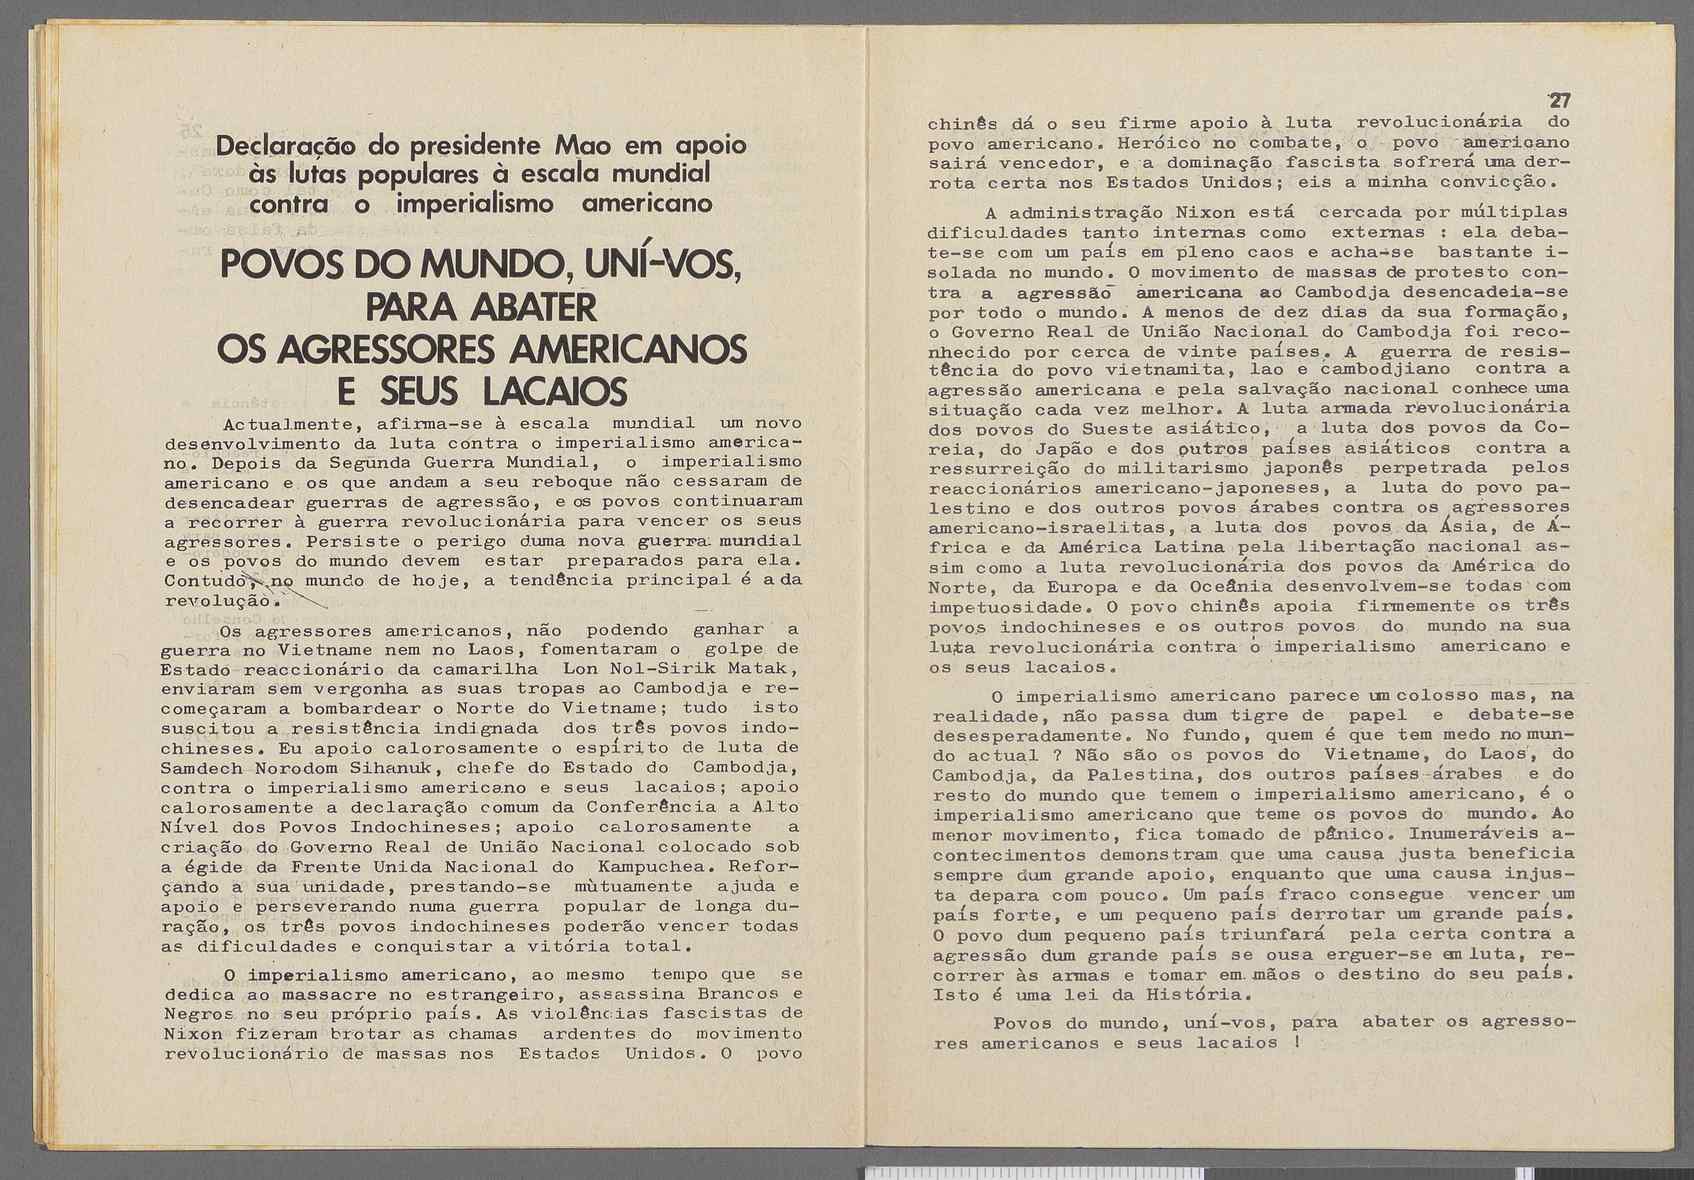 Declaração do presidente Mao em apoio
às lutas populares à escala mundial
contra o imperialismo americano
POVOS DO MUNDO, UNÍ-VOS,
PARA ABATER
OS AGRESSORES AMERICANOS
E SEUS LACAIOS
Actualmente, afirma-se à escala mundial um novo
desenvolvimento da luta contra o imperialismo america-
no. Depois da Segunda Guerra Mundial, o imperialismo
americano e os que andam a seu reboque não cessaram de
desencadear guerras de agressão, e os povos continuaram
a recorrer à guerra revolucionária para vencer os seus
agressores. Persiste o perigo duma nova guerra mundial
e os povos do mundo devem estar preparados para ela.
Contudo, no mundo de hoje, a tendência principal é a da
revolução.
Os agressores americanos, não podendo ganhar a
guerra no Vietname nem no Laos, fomentaram o golpe de
Estado reaccionário da camarilha Lon Nol-Sirik Matak,
enviaram sem vergonha as suas tropas ao Cambodja e re-
começaram a bombardear o Norte do Vietname; tudo isto
suscitou a resistência indignada dos três povos indo-
chineses. Eu apoio calorosamente o espírito de luta de
Samdech Norodom Sihanuk, chefe do Estado do Cambodja,
contra o imperialismo americano e seus lacaios; apoio
calorosamente a declaração comum da Conferência a Alto
Nível dos Povos Indochineses; apoio calorosamente a
criação do Governo Real de União Nacional colocado sob
a égide da Frente Unida Nacional do Kampuchea. Refor-
çando a sua unidade, prestando-se mùtuamente ajuda e
apoio e perseverando numa guerra popular de longa du-
ração, os três povos indochineses poderão vencer todas
as dificuldades e conquistar a vitória total.
O imperialismo americano, ao mesmo tempo que se
dedica ao massacre no estrangeiro, assassina Brancos e
Negros no seu próprio país. As violências fascistas de
Nixon fizeram brotar as chamas ardentes do movimento
revolucionário de massas nos Estados Unidos. O povo
27
chinês dá o seu firme apoio à luta revolucionária do
povo americano. Heróico no combate, o povo americano
sairá vencedor, e a dominação fascista sofrerá uma der-
rota certa nos Estados Unidos; eis a minha convicção.
A administração Nixon está cercada por múltiplas
dificuldades tanto internas como externas : ela deba-
te-se com um país em pleno caos e acha-se bastante i-
solada no mundo. O movimento de massas de protesto con-
tra a agressão americana ao Cambodja desencadeia-se
por todo o mundo. A menos de dez dias da sua formação,
o Governo Real de União Nacional do Cambodja foi reco-
nhecido por cerca de vinte países. A guerra de resis-
tência do povo vietnamita, lao e cambodjiano contra a
agressão americana e pela salvação nacional conhece uma
situação cada vez melhor. A luta armada revolucionária
dos povos do Sueste asiático, a luta dos povos da Co-
reia, do Japão e dos outros países asiáticos contra a
ressurreição do militarismo japonês perpetrada pelos
reaccionários americano-japoneses, a luta do povo pa-
lestino e dos outros povos árabes contra os agressores
americano-israelitas, a luta dos povos da Ásia, de Á-
frica e da América Latina pela libertação nacional as-
sim como a luta revolucionária dos povos da América do
Norte, da Europa e da Oceânia desenvolvem-se todas com
impetuosidade. O povo chinês apoia firmemente os três
povos indochineses e os outros povos do mundo na sua
luta revolucionária contra o imperialismo americano e
os seus lacaios.
O imperialismo americano parece um colosso mas, na
realidade, não passa dum tigre de papel e debate-se
desesperadamente. No fundo, quem é que tem medo no mun-
do actual ? Não são os povos do Vietname, do Laos, do
Cambodja, da Palestina, dos outros países árabes e do
resto do mundo que temem o imperialismo americano, é o
imperialismo americano que teme os povos do mundo. Ao
menor movimento, fica tomado de pânico. Inumeráveis a-
contecimentos demonstram que uma causa justa beneficia
sempre dum grande apoio, enquanto que uma causa injus-
ta depara com pouco. Um país fraco consegue vencer um
país forte, e um pequeno país derrotar um grande país.
O povo dum pequeno país triunfará pela certa contra a
agressão dum grande país se ousa erguer-se em luta, re-
correr às armas e tomar em mãos o destino do seu país.
Isto é uma lei da História.
Povos do mundo, uní-vos, para abater os agresso-
res americanos e seus lacaios !